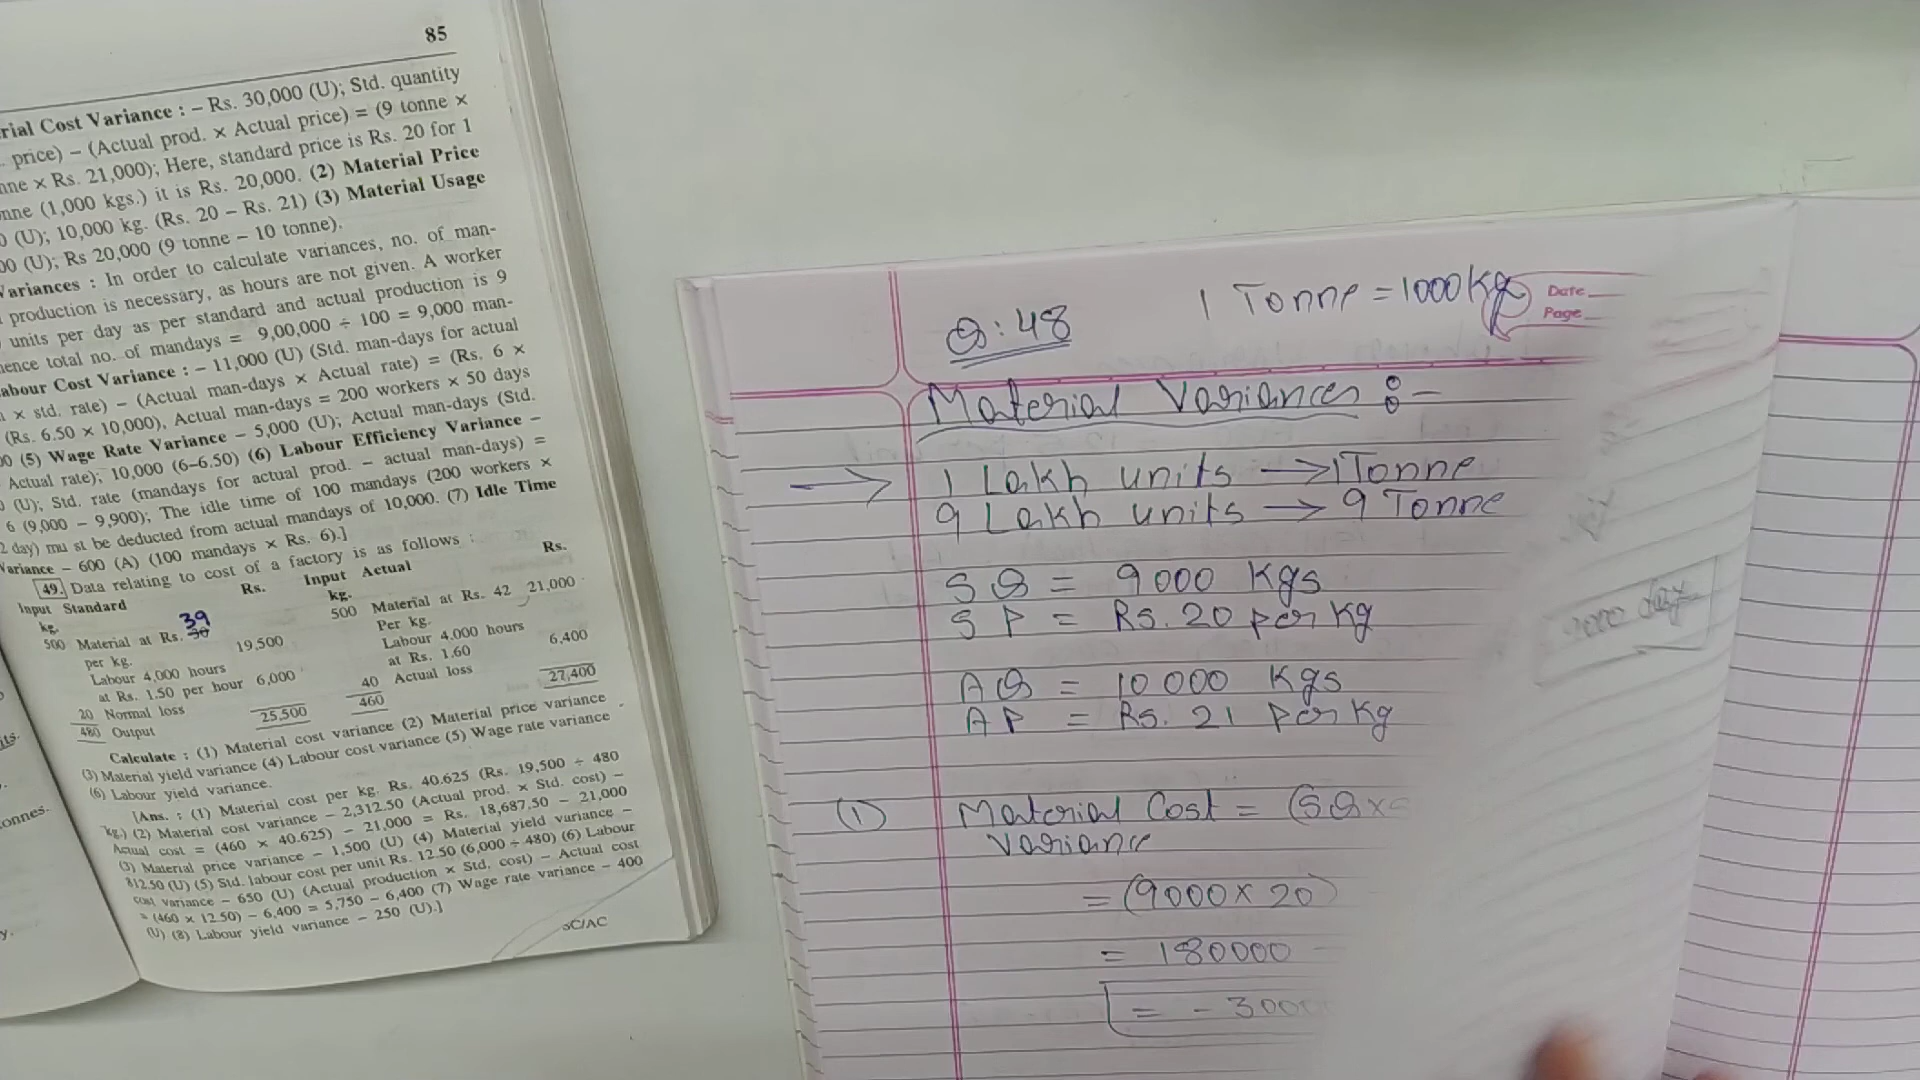 85
rial Cost Variance : – Rs. 30,000 (U); Std. quantity
price) – (Actual prod. × Actual price) = (9 tonne ×
nne × Rs. 21,000); Here, standard price is Rs. 20 for 1
nne (1,000 kgs.) it is Rs. 20,000. (2) Material Price
(U); 10,000 kg. (Rs. 20 – Rs. 21) (3) Material Usage
00 (U); Rs 20,000 (9 tonne – 10 tonne).
Variances : In order to calculate variances, no. of man-
production is necessary, as hours are not given. A worker
units per day as per standard and actual production is 9
hence total no. of mandays = 9,00,000 ÷ 100 = 9,000 man-
abour Cost Variance : – 11,000 (U) (Std. man-days for actual
× std. rate) – (Actual man-days × Actual rate) = (Rs. 6 ×
(Rs. 6.50 × 10,000), Actual man-days = 200 workers × 50 days
00 (5) Wage Rate Variance – 5,000 (U); Actual man-days (Std.
Actual rate); 10,000 (6–6.50) (6) Labour Efficiency Variance –
(U); Std. rate (mandays for actual prod. – actual man-days) =
6 (9,000 – 9,900); The idle time of 100 mandays (200 workers ×
2 day) mu st be deducted from actual mandays of 10,000. (7) Idle Time
Variance – 600 (A) (100 mandays × Rs. 6).]
49. Data relating to cost of a factory is as follows :
Input Standard Rs. Input Actual Rs.
kg. kg.
500 Material at Rs. 30 39 19,500 500 Material at Rs. 42 21,000
per kg. Per kg.
Labour 4,000 hours Labour 4,000 hours
at Rs. 1.50 per hour 6,000 at Rs. 1.60 6,400
20 Normal loss 40 Actual loss
480 Output 25,500 460 27,400
Calculate : (1) Material cost variance (2) Material price variance
(3) Material yield variance (4) Labour cost variance (5) Wage rate variance
(6) Labour yield variance.
[Ans. : (1) Material cost per kg. Rs. 40.625 (Rs. 19,500 ÷ 480
kg.) (2) Material cost variance – 2,312.50 (Actual prod. × Std. cost) –
Actual cost = (460 × 40.625) – 21,000 = Rs. 18,687.50 – 21,000
(3) Material price variance – 1,500 (U) (4) Material yield variance –
812.50 (U) (5) Std. labour cost per unit Rs. 12.50 (6,000 ÷ 480) (6) Labour
cost variance – 650 (U) (Actual production × Std. cost) – Actual cost
= (460 × 12.50) – 6,400 = 5,750 – 6,400 (7) Wage rate variance – 400
(U) (8) Labour yield variance – 250 (U).]
SC/AC
its.
onnes.
y.
Q: 48
1 Tonne = 1000 Kg
Date
Page
Material Variances :-
→ 1 Lakh units → 1 Tonne
9 Lakh units → 9 Tonne
SQ = 9000 Kgs
SP = Rs. 20 per Kg
AQ = 10000 Kgs
AP = Rs. 21 per Kg
(1) Material Cost = (SQ×S
Variance
= (9000 × 20)
= 180000 –
= - 30000
9000 days